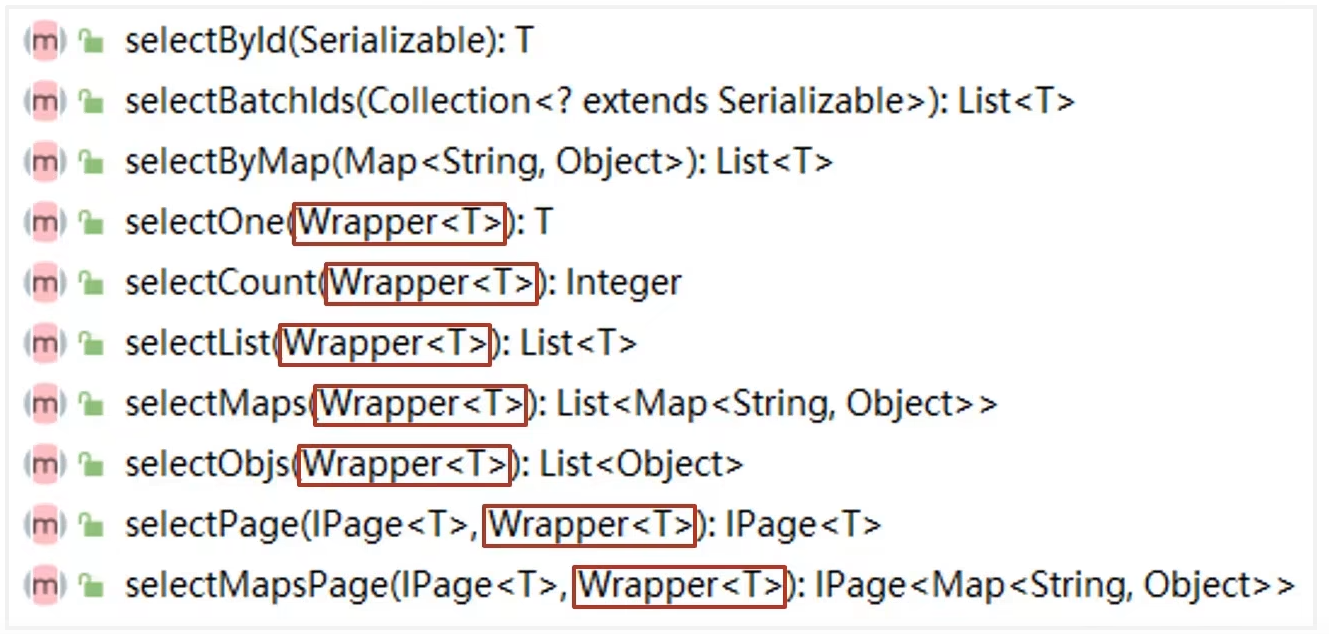 m selectById(Serializable): T
m selectBatchIds(Collection<? extends Serializable>): List<T>
m selectByMap(Map<String, Object>): List<T>
m selectOne(Wrapper<T>): T
m selectCount(Wrapper<T>): Integer
m selectList(Wrapper<T>): List<T>
m selectMaps(Wrapper<T>): List<Map<String, Object>>
m selectObjs(Wrapper<T>): List<Object>
m selectPage(IPage<T>, Wrapper<T>): IPage<T>
m selectMapsPage(IPage<T>, Wrapper<T>): IPage<Map<String, Object>>